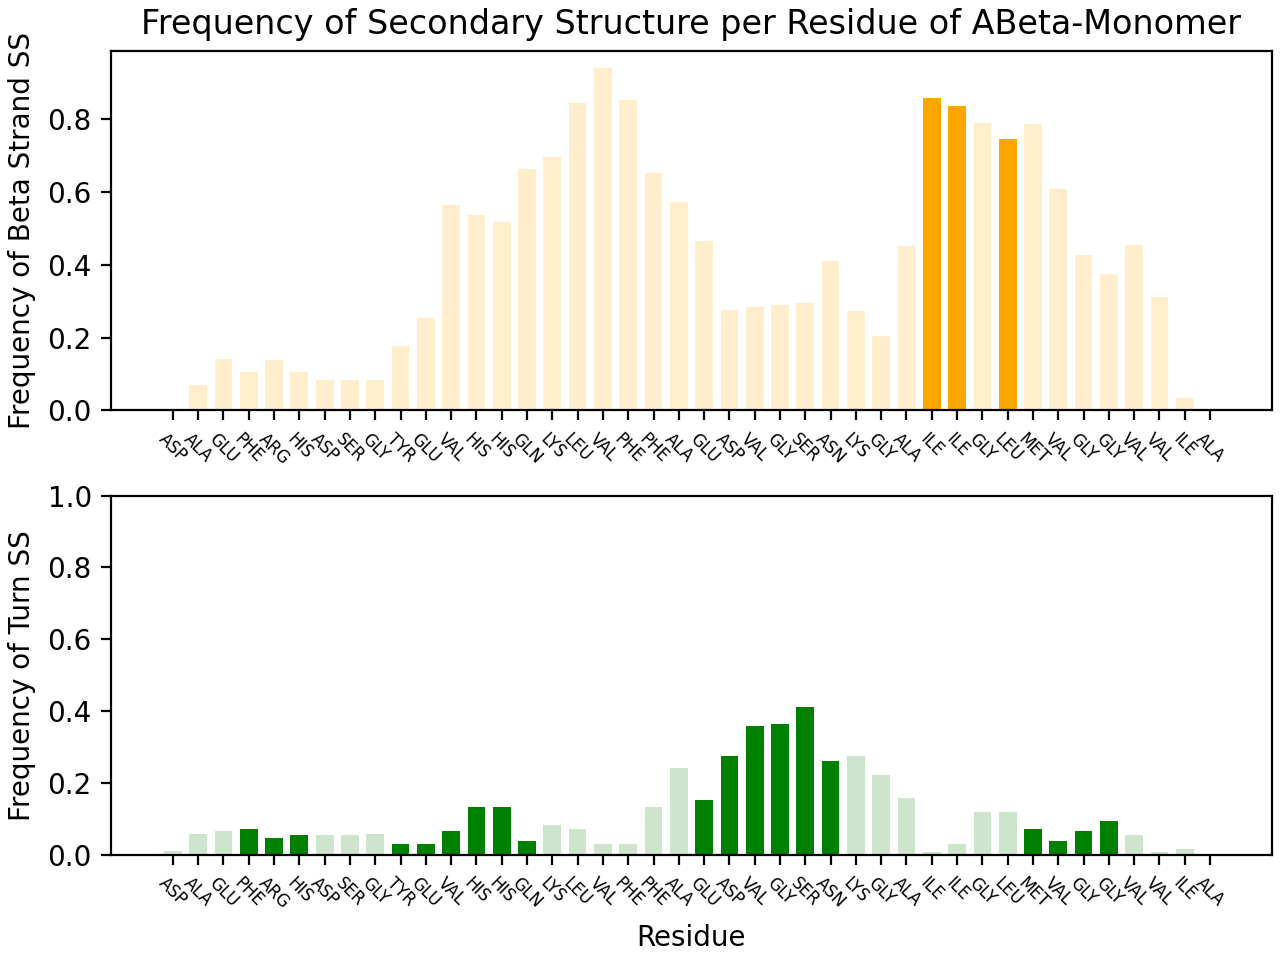 Frequency of Secondary Structure per Residue of ABeta-Monomer
Frequency of Beta Strand SS
0.8
0.6
0.4
0.2
0.0
ASP ALA GLU PHE ARG HIS ASP SER GLY TYR GLU VAL HIS HIS GLN LYS LEU VAL PHE PHE ALA GLU ASP VAL GLY SER ASN LYS GLY ALA ILE ILE GLY LEU MET VAL GLY GLY VAL VAL ILE ALA
Frequency of Turn SS
1.0
0.8
0.6
0.4
0.2
0.0
ASP ALA GLU PHE ARG HIS ASP SER GLY TYR GLU VAL HIS HIS GLN LYS LEU VAL PHE PHE ALA GLU ASP VAL GLY SER ASN LYS GLY ALA ILE ILE GLY LEU MET VAL GLY GLY VAL VAL ILE ALA
Residue